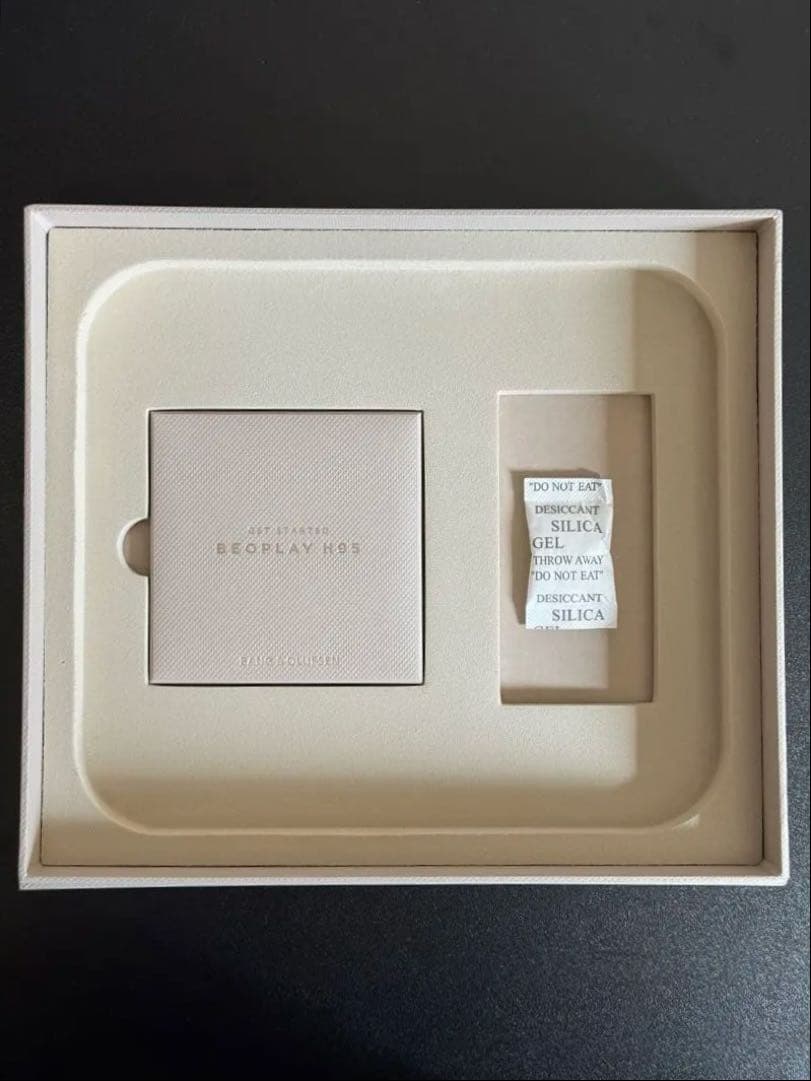 GET STARTED
BEOPLAY H95
BANG & OLUFSEN
"DO NOT EAT"
DESICCANT
SILICA
GEL
THROW AWAY
"DO NOT EAT"
DESICCANT
SILICA
GEL